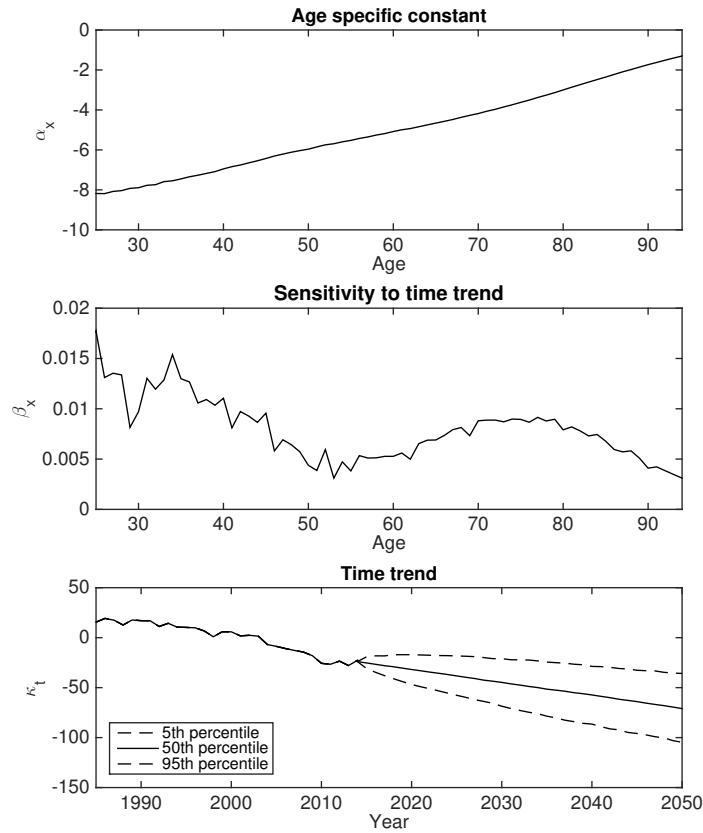 Age specific constant
0
-2
-4
-6
-8
-10
α_x
30 40 50 60 70 80 90
Age
Sensitivity to time trend
0.02
0.015
0.01
0.005
0
β_x
30 40 50 60 70 80 90
Age
Time trend
50
0
-50
-100
-150
κ_t
5th percentile
50th percentile
95th percentile
1990 2000 2010 2020 2030 2040 2050
Year